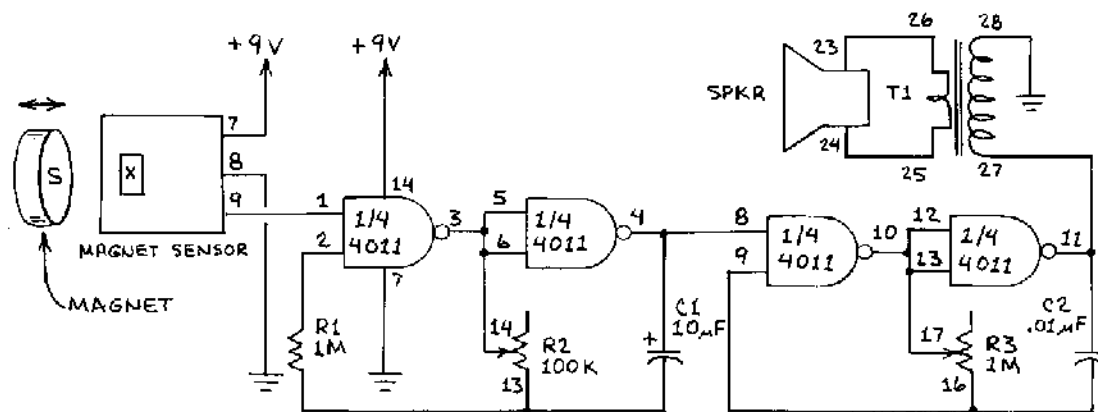 +9V
+9V
7
8
9
X
S
MAGNET SENSOR
MAGNET
14
1
2
1/4
4011
3
7
R1
1M
5
6
1/4
4011
4
14
R2
100K
13
+
C1
10µF
SPKR
23
24
26
25
T1
28
27
8
9
1/4
4011
10
12
13
1/4
4011
11
17
R3
1M
16
C2
.01µF